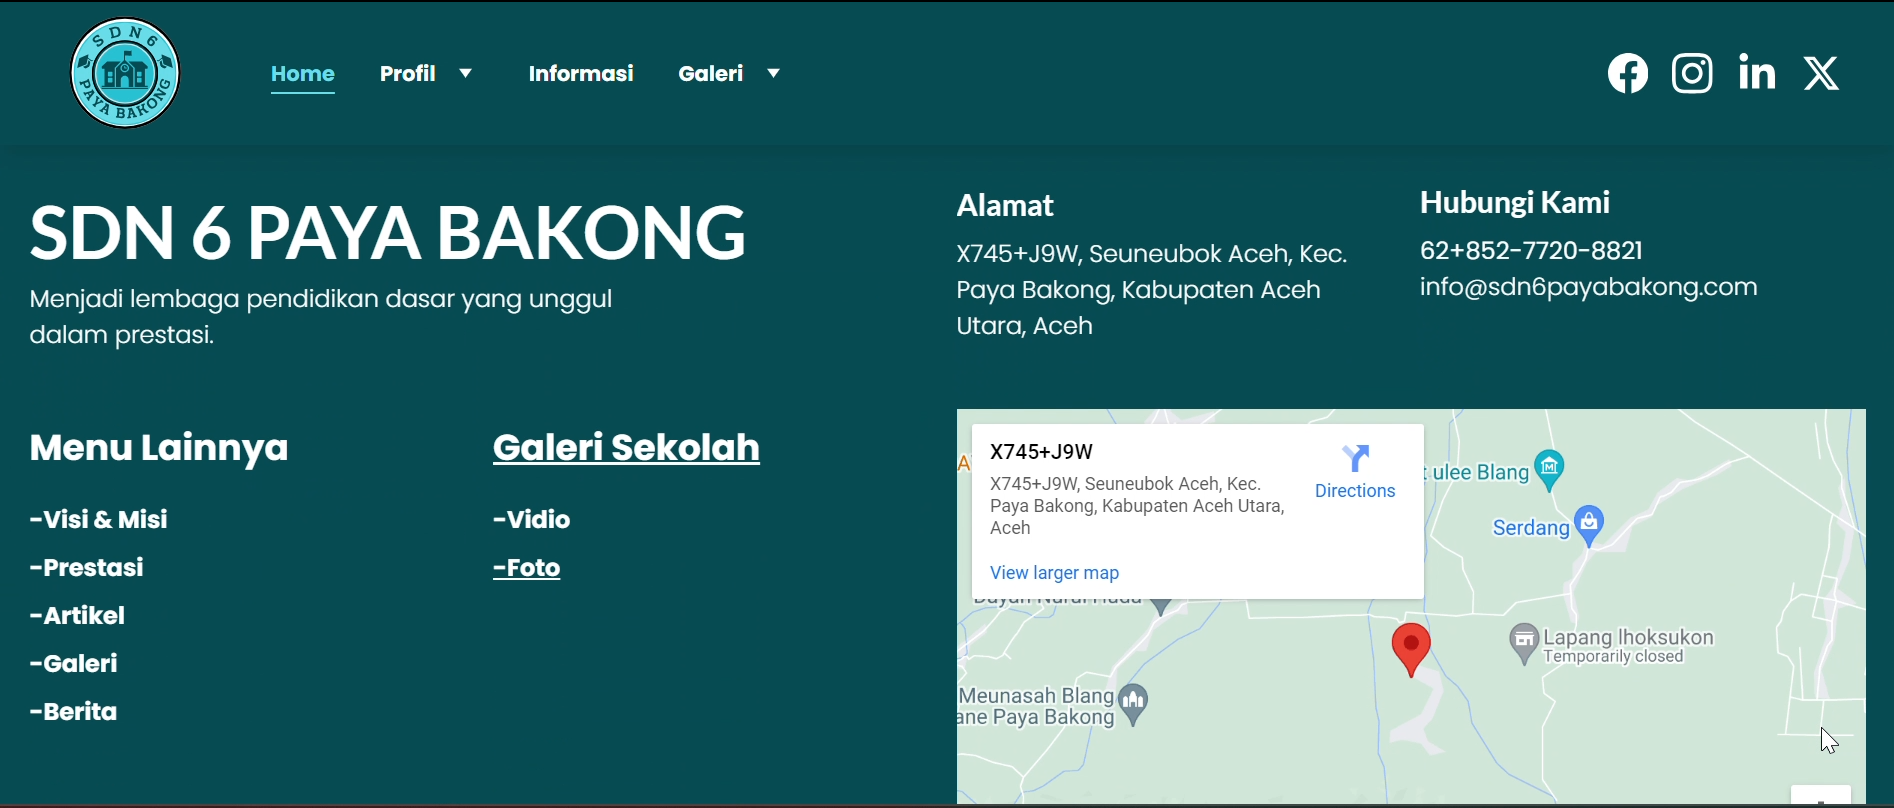 SDN6
PAYA BAKONG
Home
Profil
Informasi
Galeri
SDN 6 PAYA BAKONG
Menjadi lembaga pendidikan dasar yang unggul
dalam prestasi.
Alamat
X745+J9W, Seuneubok Aceh, Kec.
Paya Bakong, Kabupaten Aceh
Utara, Aceh
Hubungi Kami
62+852-7720-8821
info@sdn6payabakong.com
Menu Lainnya
-Visi & Misi
-Prestasi
-Artikel
-Galeri
-Berita
Galeri Sekolah
-Vidio
-Foto
X745+J9W
X745+J9W, Seuneubok Aceh, Kec.
Paya Bakong, Kabupaten Aceh Utara,
Aceh
Directions
View larger map
ulee Blang
Serdang
Lapang lhoksukon
Temporarily closed
Meunasah Blang
ane Paya Bakong